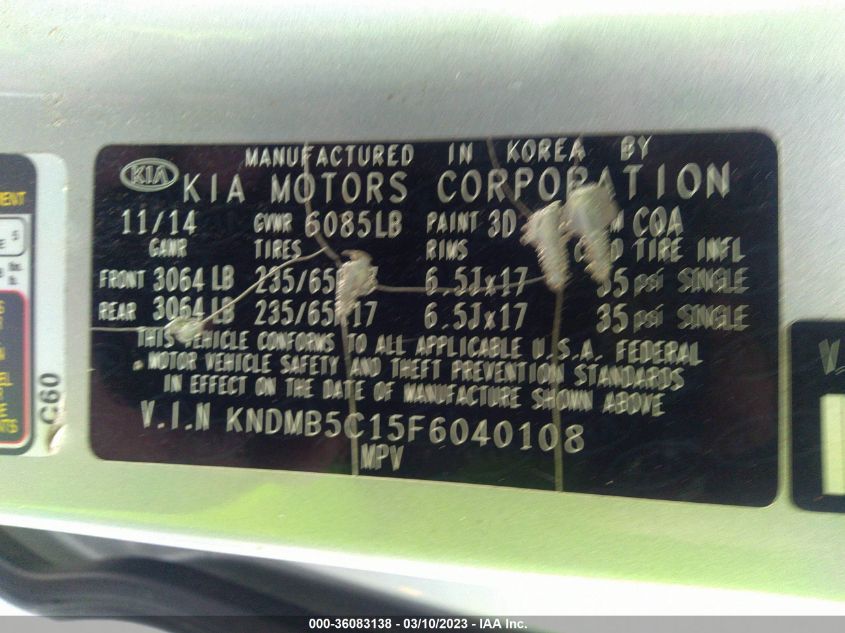 MANUFACTURED IN KOREA BY
KIA KIA MOTORS CORPORATION
11/14 GVWR 6085LB PAINT 3D CQA
GAWR TIRES RIMS TIRE INFL
FRONT 3064 LB 235/65R17 6.5Jx17 35 psi SINGLE
REAR 3064 LB 235/65R17 6.5Jx17 35 psi SINGLE
THIS VEHICLE CONFORMS TO ALL APPLICABLE U.S.A. FEDERAL
MOTOR VEHICLE SAFETY AND THEFT PREVENTION STANDARDS
IN EFFECT ON THE DATE OF MANUFACTURE SHOWN ABOVE
V.I.N KNDMB5C15F6040108
MPV
C60
000-36083138 - 03/10/2023 - IAA Inc.